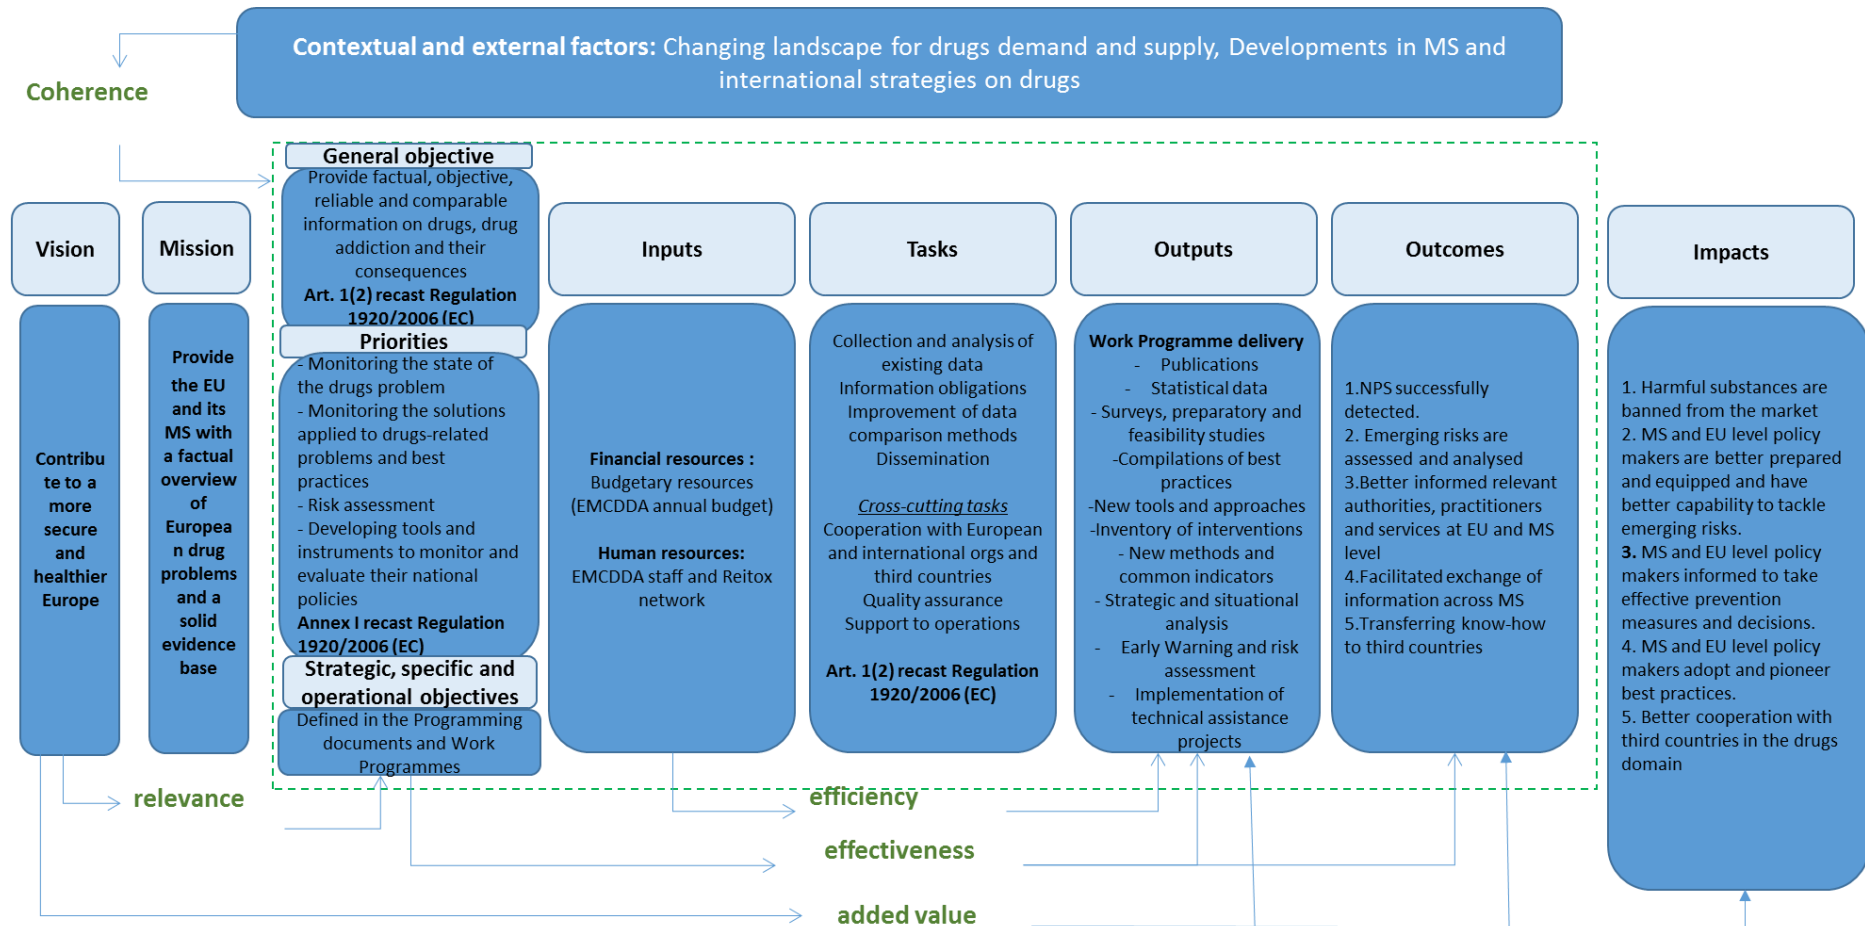 Contextual and external factors: Changing landscape for drugs demand and supply, Developments in MS and
international strategies on drugs
Coherence
Vision
Contribu
te to a
more
secure
and
healthier
Europe
Mission
Provide
the EU
and its
MS with
a factual
overview
of
Europea
n drug
problems
and a
solid
evidence
base
General objective
Provide factual, objective,
reliable and comparable
information on drugs, drug
addiction and their
consequences
Art. 1(2) recast Regulation
1920/2006 (EC)
Priorities
- Monitoring the state of
the drugs problem
- Monitoring the solutions
applied to drugs-related
problems and best
practices
- Risk assessment
- Developing tools and
instruments to monitor and
evaluate their national
policies
Annex I recast Regulation
1920/2006 (EC)
Strategic, specific and
operational objectives
Defined in the Programming
documents and Work
Programmes
Inputs
Financial resources :
Budgetary resources
(EMCDDA annual budget)
Human resources:
EMCDDA staff and Reitox
network
Tasks
Collection and analysis of
existing data
Information obligations
Improvement of data
comparison methods
Dissemination
Cross-cutting tasks
Cooperation with European
and international orgs and
third countries
Quality assurance
Support to operations
Art. 1(2) recast Regulation
1920/2006 (EC)
Outputs
Work Programme delivery
- Publications
- Statistical data
- Surveys, preparatory and
feasibility studies
-Compilations of best
practices
-New tools and approaches
-Inventory of interventions
- New methods and
common indicators
- Strategic and situational
analysis
- Early Warning and risk
assessment
- Implementation of
technical assistance
projects
Outcomes
1.NPS successfully
detected.
2. Emerging risks are
assessed and analysed
3.Better informed relevant
authorities, practitioners
and services at EU and MS
level
4.Facilitated exchange of
information across MS
5.Transferring know-how
to third countries
Impacts
1. Harmful substances are
banned from the market
2. MS and EU level policy
makers are better prepared
and equipped and have
better capability to tackle
emerging risks.
3. MS and EU level policy
makers informed to take
effective prevention
measures and decisions.
4. MS and EU level policy
makers adopt and pioneer
best practices.
5. Better cooperation with
third countries in the drugs
domain
relevance
efficiency
effectiveness
added value